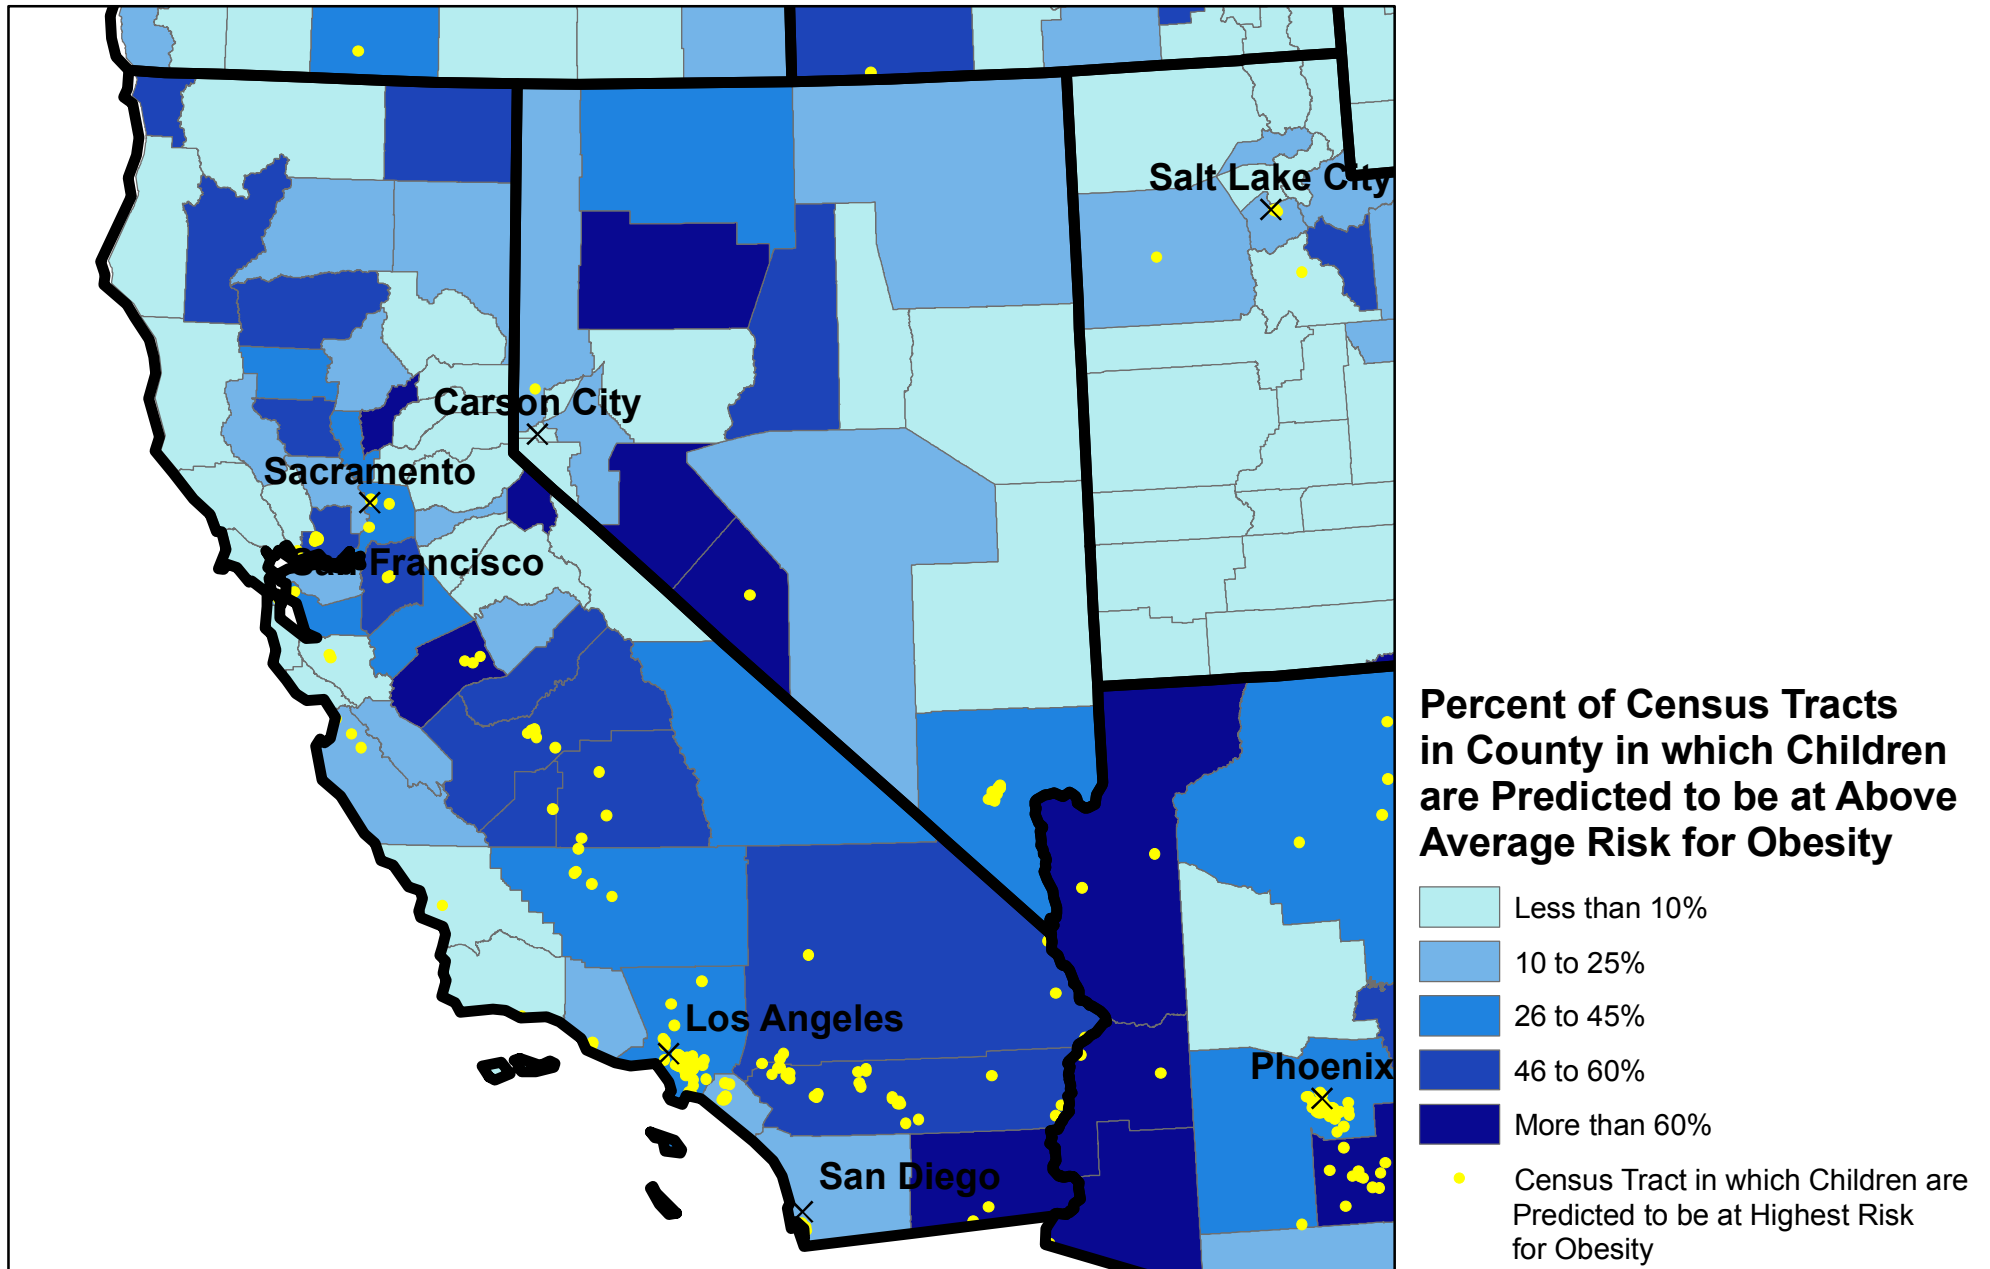 Salt Lake City
Carson City
Sacramento
San Francisco
Los Angeles
Phoenix
San Diego
Percent of Census Tracts
in County in which Children
are Predicted to be at Above
Average Risk for Obesity
Less than 10%
10 to 25%
26 to 45%
46 to 60%
More than 60%
Census Tract in which Children are
Predicted to be at Highest Risk
for Obesity